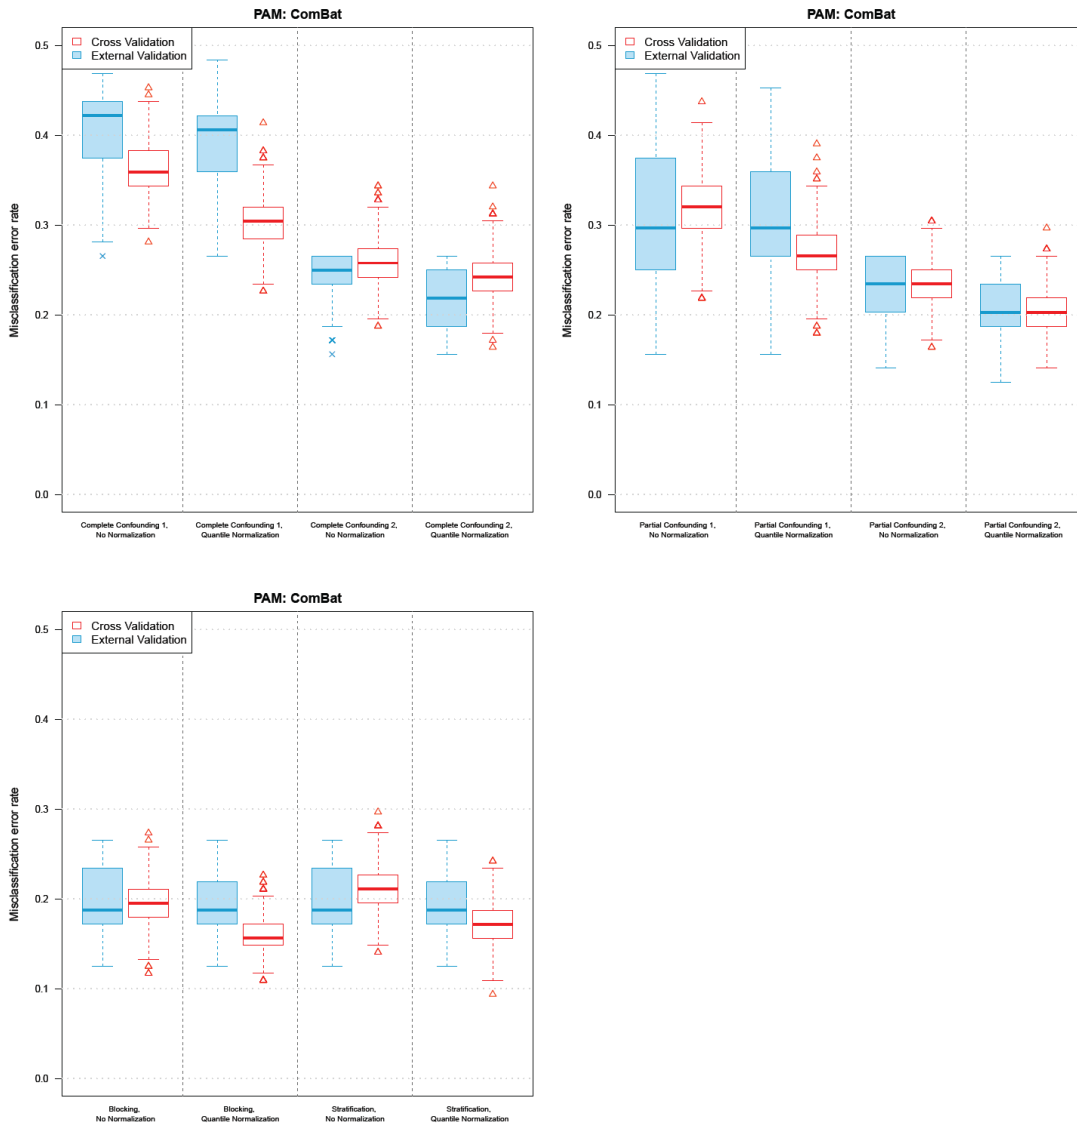 PAM: ComBat
Cross Validation
External Validation
Misclassification error rate
0.5
0.4
0.3
0.2
0.1
0.0
Complete Confounding 1,
No Normalization
Complete Confounding 1,
Quantile Normalization
Complete Confounding 2,
No Normalization
Complete Confounding 2,
Quantile Normalization
PAM: ComBat
Cross Validation
External Validation
Misclassification error rate
0.5
0.4
0.3
0.2
0.1
0.0
Partial Confounding 1,
No Normalization
Partial Confounding 1,
Quantile Normalization
Partial Confounding 2,
No Normalization
Partial Confounding 2,
Quantile Normalization
PAM: ComBat
Cross Validation
External Validation
Misclassification error rate
0.5
0.4
0.3
0.2
0.1
0.0
Blocking,
No Normalization
Blocking,
Quantile Normalization
Stratification,
No Normalization
Stratification,
Quantile Normalization